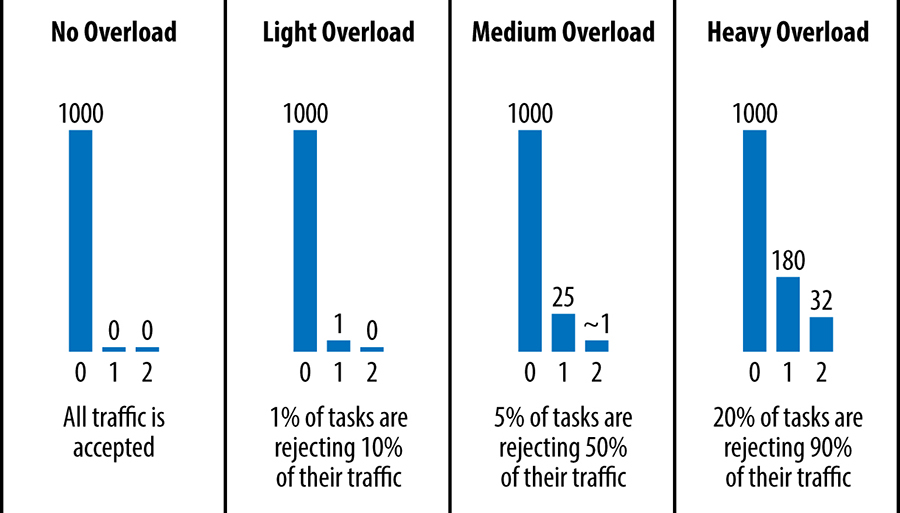 No Overload
1000
0 0
0 1 2
All traffic is
accepted
Light Overload
1000
1
0
0 1 2
1% of tasks are
rejecting 10%
of their traffic
Medium Overload
1000
25
~1
0 1 2
5% of tasks are
rejecting 50%
of their traffic
Heavy Overload
1000
180
32
0 1 2
20% of tasks are
rejecting 90%
of their traffic